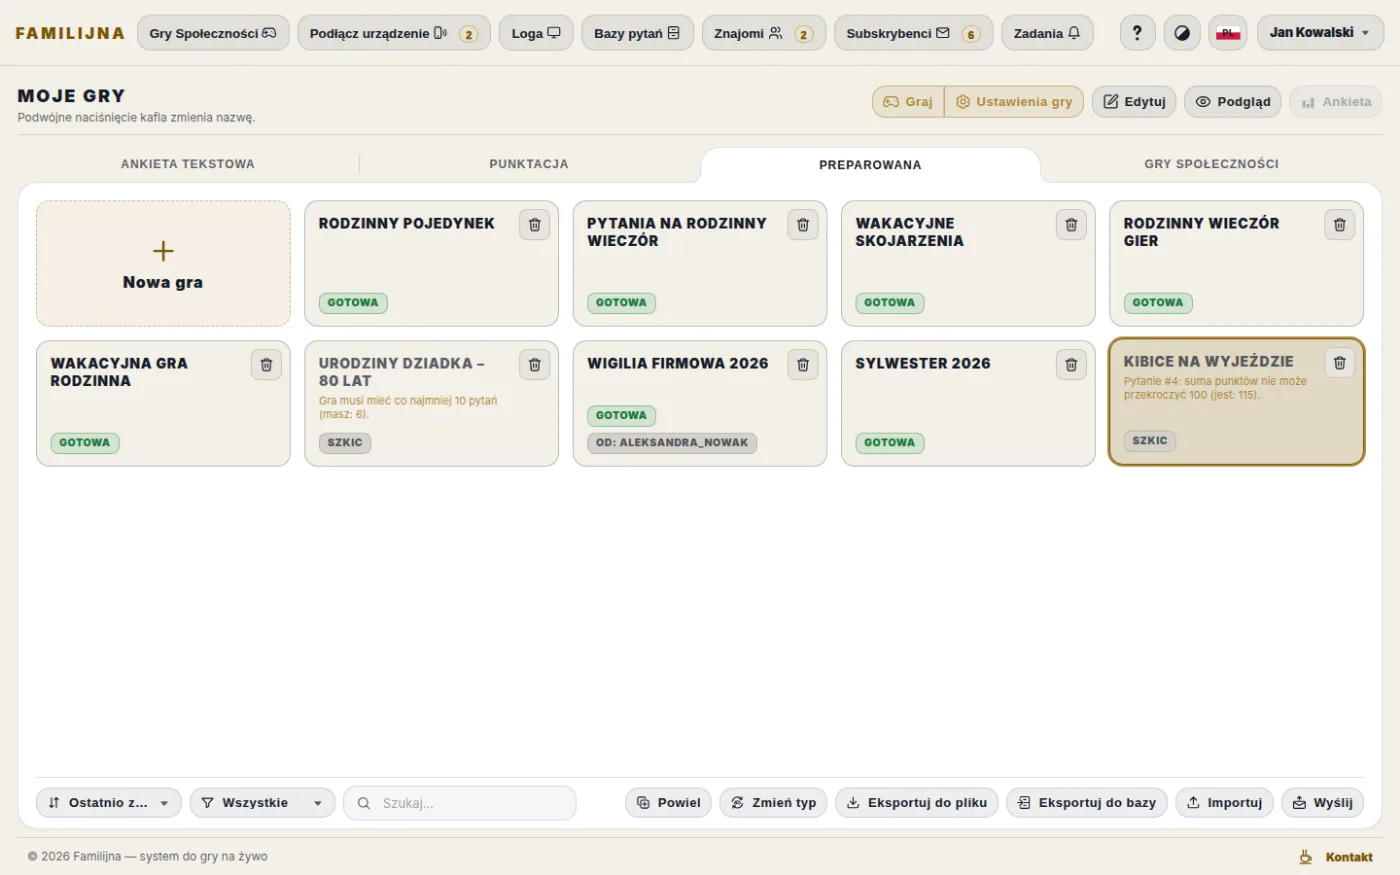 FAMILIJNA
Gry Społeczności
Podłącz urządzenie 2
Loga
Bazy pytań
Znajomi 2
Subskrybenci 6
Zadania
?
PL
Jan Kowalski
MOJE GRY
Podwójne naciśnięcie kafla zmienia nazwę.
Graj
Ustawienia gry
Edytuj
Podgląd
Ankieta
ANKIETA TEKSTOWA
PUNKTACJA
PREPAROWANA
GRY SPOŁECZNOŚCI
Nowa gra
RODZINNY POJEDYNEK
GOTOWA
PYTANIA NA RODZINNY
WIECZÓR
GOTOWA
WAKACYJNE
SKOJARZENIA
GOTOWA
RODZINNY WIECZÓR
GIER
GOTOWA
WAKACYJNA GRA
RODZINNA
GOTOWA
URODZINY DZIADKA –
80 LAT
Gra musi mieć co najmniej 10 pytań
(masz: 6).
SZKIC
WIGILIA FIRMOWA 2026
GOTOWA
OD: ALEKSANDRA_NOWAK
SYLWESTER 2026
GOTOWA
KIBICE NA WYJEŹDZIE
Pytanie #4: suma punktów nie może
przekroczyć 100 (jest: 115).
SZKIC
Ostatnio z...
Wszystkie
Szukaj...
Powiel
Zmień typ
Eksportuj do pliku
Eksportuj do bazy
Importuj
Wyślij
© 2026 Familijna — system do gry na żywo
Kontakt